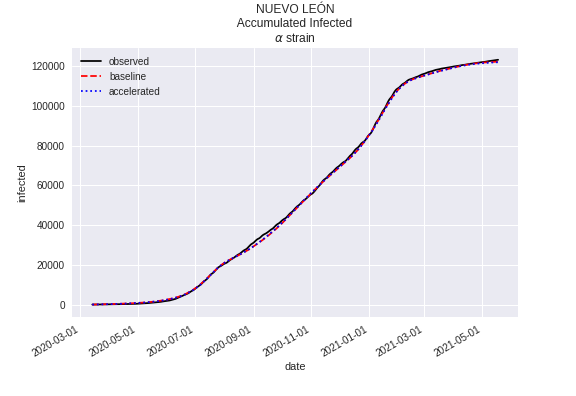 NUEVO LEÓN
Accumulated Infected
α strain
observed
baseline
accelerated
infected
120000
100000
80000
60000
40000
20000
0
2020-03-01
2020-05-01
2020-07-01
2020-09-01
2020-11-01
2021-01-01
2021-03-01
2021-05-01
date